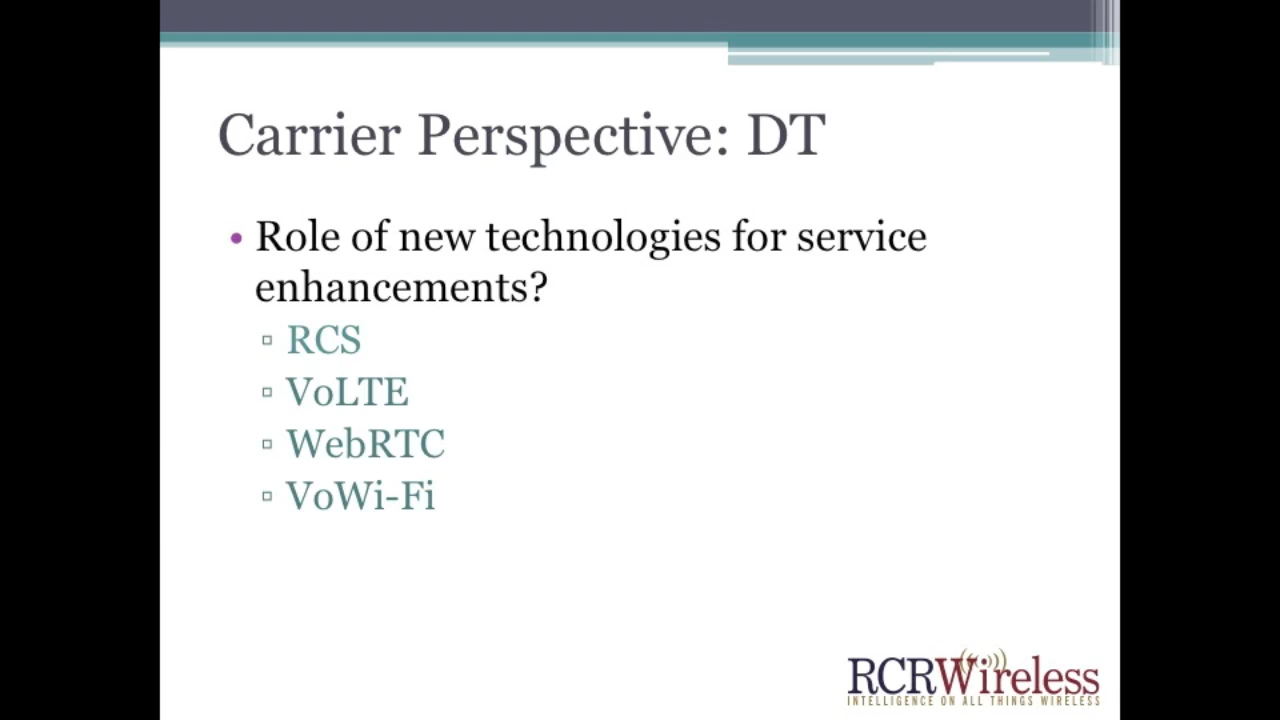 Carrier Perspective: DT
• Role of new technologies for service
enhancements?
▫ RCS
▫ VoLTE
▫ WebRTC
▫ VoWi-Fi
RCRWireless
INTELLIGENCE ON ALL THINGS WIRELESS